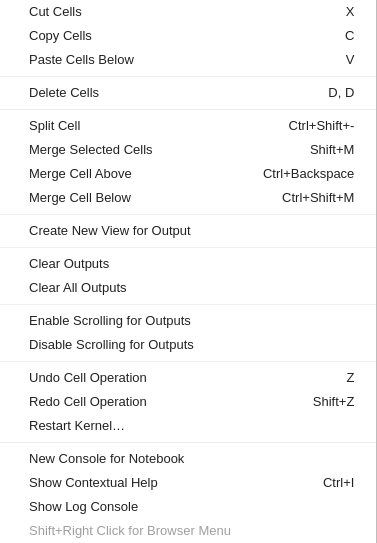 Cut Cells X
Copy Cells C
Paste Cells Below V
Delete Cells D, D
Split Cell Ctrl+Shift+-
Merge Selected Cells Shift+M
Merge Cell Above Ctrl+Backspace
Merge Cell Below Ctrl+Shift+M
Create New View for Output
Clear Outputs
Clear All Outputs
Enable Scrolling for Outputs
Disable Scrolling for Outputs
Undo Cell Operation Z
Redo Cell Operation Shift+Z
Restart Kernel…
New Console for Notebook
Show Contextual Help Ctrl+I
Show Log Console
Shift+Right Click for Browser Menu